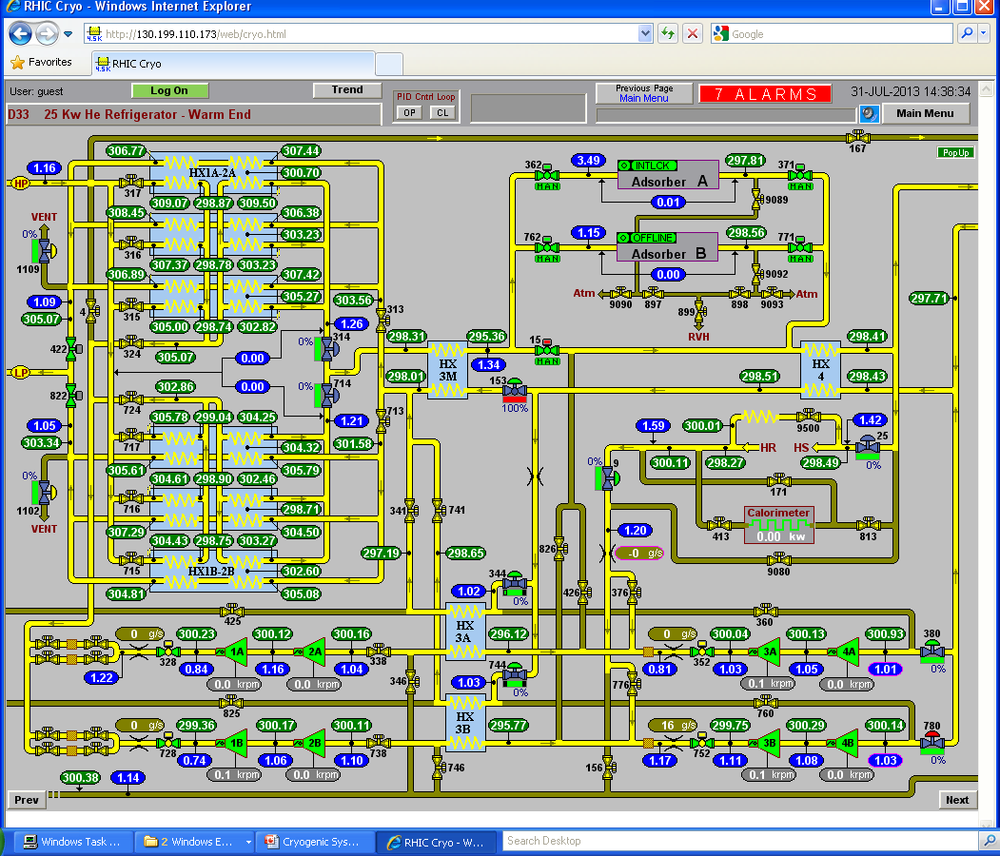 RHIC Cryo - Windows Internet Explorer
http://130.199.110.173/web/cryo.html
Google
Favorites
4.5K
RHIC Cryo
User: guest
Log On
Trend
PID Cntrl Loop
OP CL
Previous Page
Main Menu
7 ALARMS
31-JUL-2013 14:38:34
D33 25 Kw He Refrigerator - Warm End
Main Menu
167
Pop Up
306.77 307.44
1.16
HX1A-2A
300.70
HP
317
309.07 298.87 309.50
308.45 306.38
VENT
303.23
0%
316
307.37 298.78 303.23
1109
306.89 307.42
305.27
1.09
315
303.56
305.07
4
305.00 298.74 302.82
1.26
313
324
0% 314
422
305.07
0.00
LP
302.86
0.00
0% 714
822
724
1.21
713
1.05
305.78 299.04 304.25
303.34
717
304.32
301.58
0%
305.61
304.61 298.90 302.46
305.79
1102
716
298.71
VENT
307.29
304.43 298.75 303.27
304.50
715
HX1B-2B
302.60
304.81 305.08
362
3.49
INTLCK
Adsorber A
297.81
371
MAN
0.01
9089
MAN
762
1.15
OFFLINE
Adsorber B
298.56
771
MAN
0.00
9092
MAN
Atm
9090 897 898 9093
Atm
899
RVH
297.71
298.31
295.36
15
298.41
HX
3M
1.34
MAN
HX
4
298.01
153
298.51
298.43
100%
1.59
300.01
9500
1.42
25
HR HS
300.11
298.27
298.49
0%
0% 9
171
Calorimeter
0.00 kw
413
813
341 741
1.20
297.19
298.65
826
-0 g/s
9080
344
1.02
0%
426
376
425
HX
3A
296.12
360
0 g/s
300.23 300.12 300.16
1A 2A
328
338
0.84 1.16 1.04
1.22
0.0 krpm
0.0 krpm
0 g/s
300.04 300.13 300.93
380
3A 4A
352
0.81 1.03 1.05 1.01
0%
0.1 krpm
0.0 krpm
346
744
1.03
0%
776
825
HX
3B
295.77
760
0 g/s
299.36 300.17 300.11
1B 2B
728
738
0.74 1.06 1.10
0.1 krpm
0.0 krpm
16 g/s
299.75 300.29 300.14
780
3B 4B
752
1.17 1.11 1.08 1.03
0%
0.1 krpm
0.0 krpm
746
156
300.38 1.14
Prev
Next
Windows Task ...
2 Windows E...
Cryogenic Sys...
RHIC Cryo - W...
Search Desktop